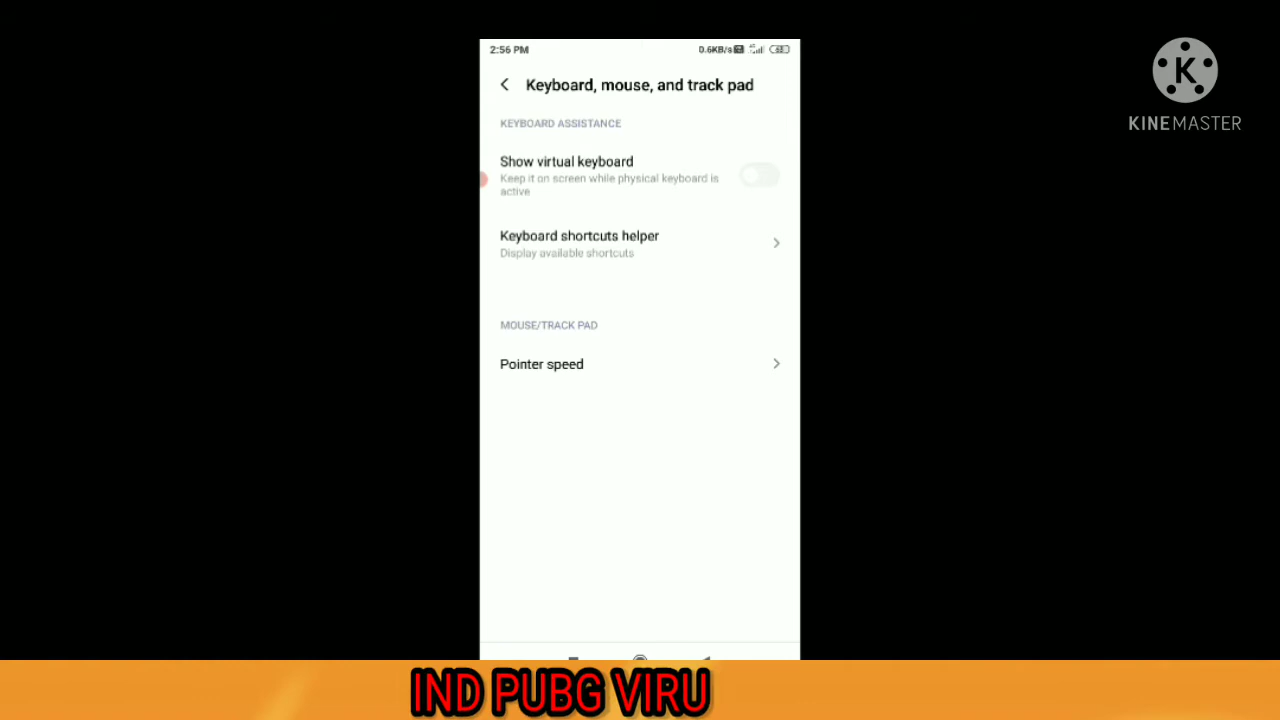 2:56 PM
0.6KB/s
K
KINEMASTER
Keyboard, mouse, and track pad
KEYBOARD ASSISTANCE
Show virtual keyboard
Keep it on screen while physical keyboard is
active
Keyboard shortcuts helper
Display available shortcuts
MOUSE/TRACK PAD
Pointer speed
IND PUBG VIRU